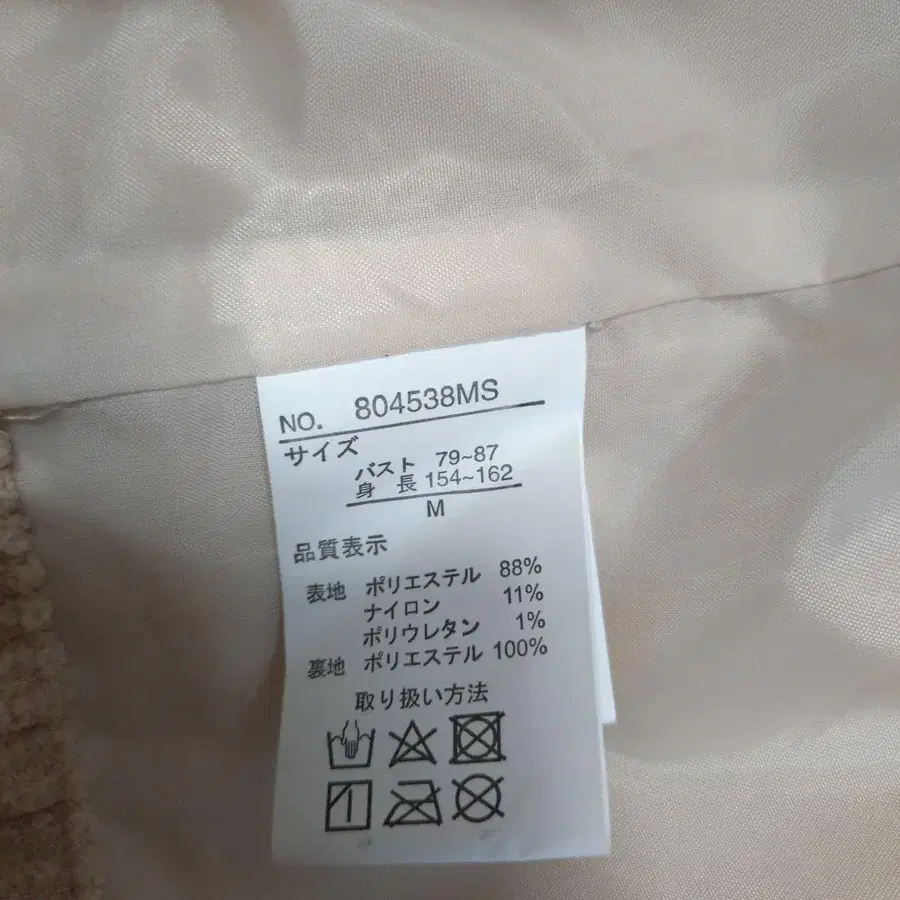 NO. 804538MS
サイズ
バスト 79~87
身長 154~162
M
品質表示
表地 ポリエステル 88%
ナイロン 11%
ポリウレタン 1%
裏地 ポリエステル 100%
取り扱い方法